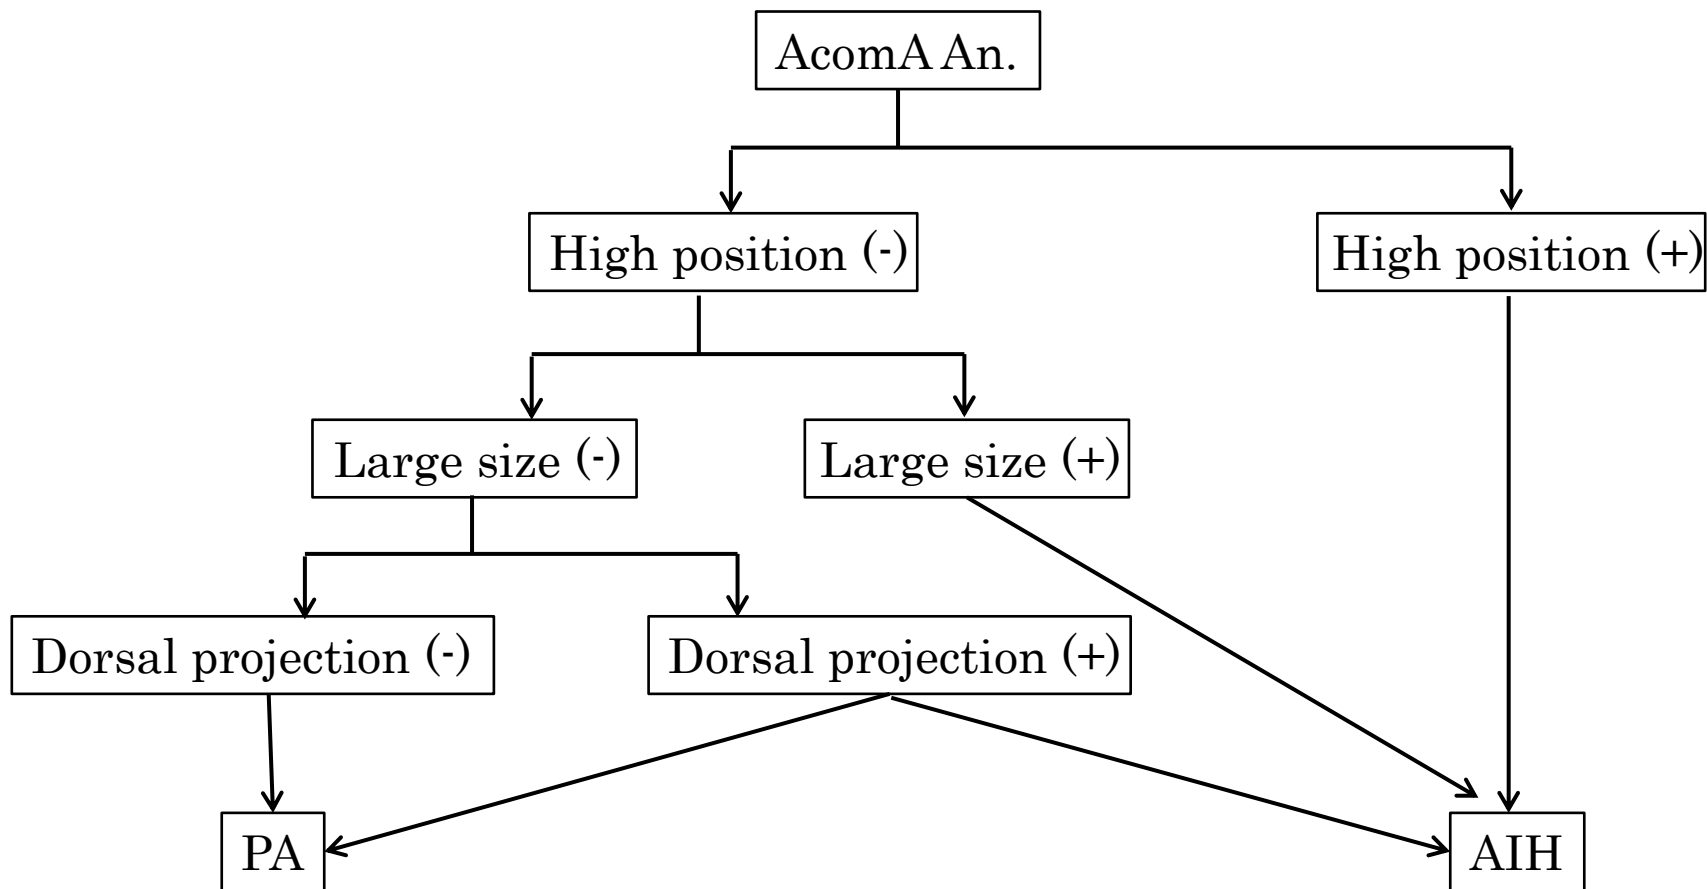 AcomA An.
High position (-)
High position (+)
Large size (-)
Large size (+)
Dorsal projection (-)
Dorsal projection (+)
PA
AIH